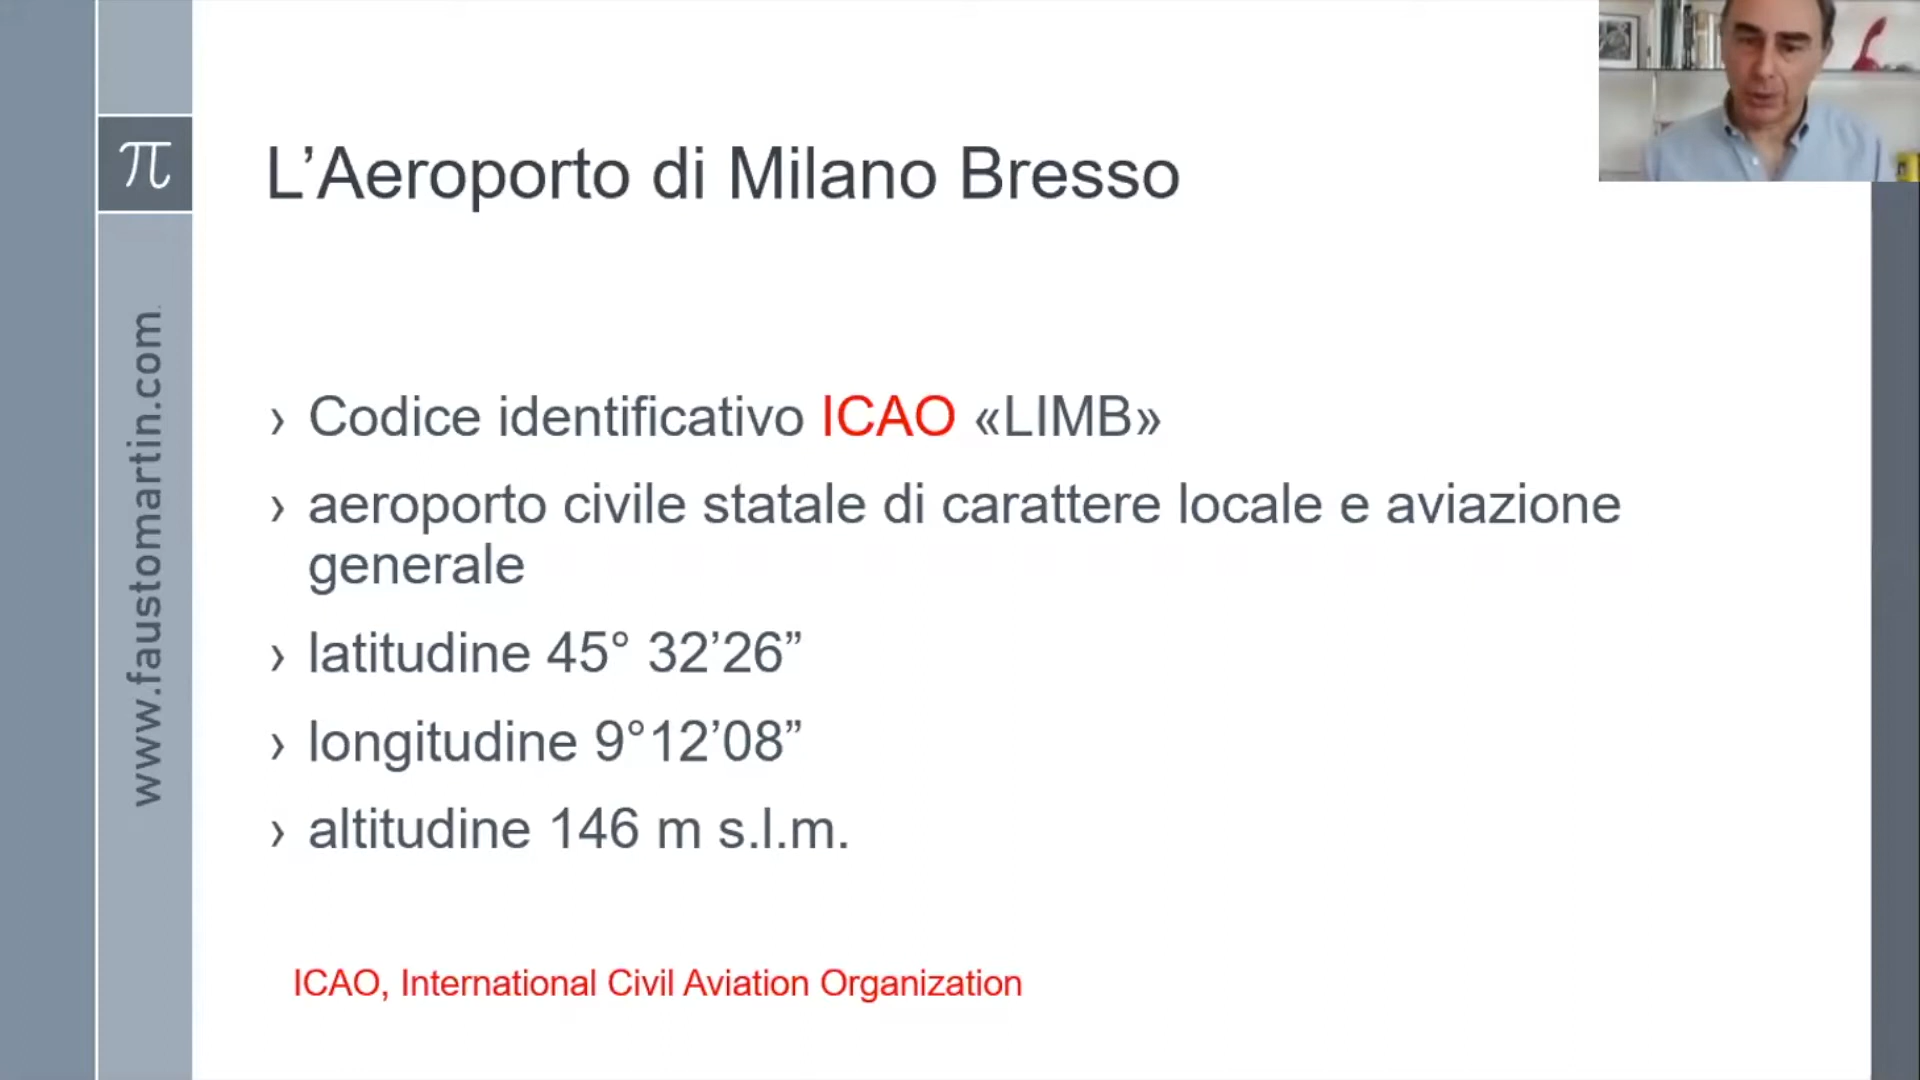 π
L’Aeroporto di Milano Bresso
www.faustomartin.com
› Codice identificativo ICAO «LIMB»
› aeroporto civile statale di carattere locale e aviazione
generale
› latitudine 45° 32’26”
› longitudine 9°12’08”
› altitudine 146 m s.l.m.
ICAO, International Civil Aviation Organization